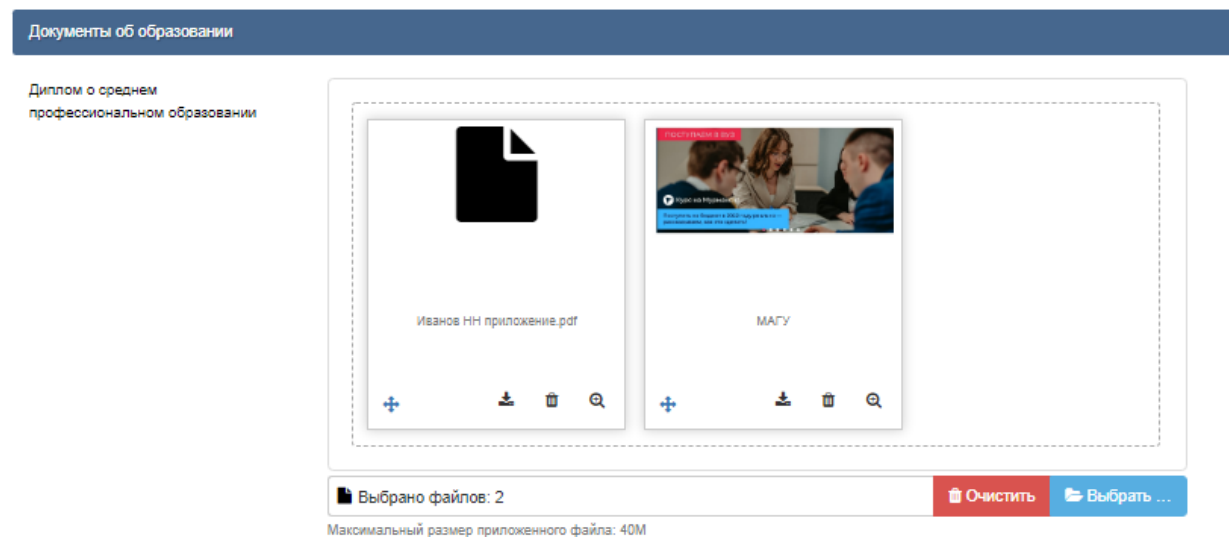 Документы об образовании
Диплом о среднем
профессиональном образовании
ПОСТУПАЕМ В ВУЗ
Иванов НН приложение.pdf
МАГУ
Выбрано файлов: 2
Очистить
Выбрать ...
Максимальный размер приложенного файла: 40M